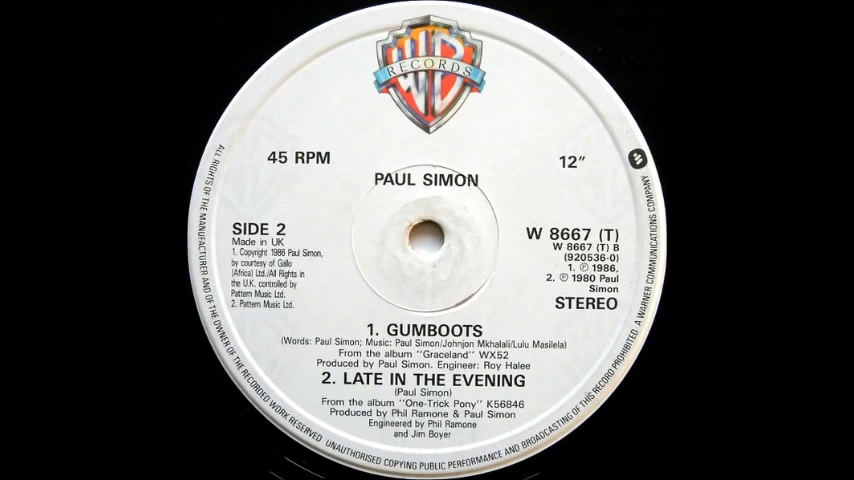 WB
RECORDS
45 RPM
12"
PAUL SIMON
SIDE 2
Made in UK
1. Copyright 1986 Paul Simon,
by courtesy of Gallo
(Africa) Ltd./All Rights in
the U.K. controlled by
Pattern Music Ltd.
2. Pattern Music Ltd.
W 8667 (T)
W 8667 (T) B
(920536-0)
1. ℗ 1986,
2. ℗ 1980 Paul
Simon
STEREO
1. GUMBOOTS
(Words: Paul Simon; Music: Paul Simon/Johnjon Mkhalali/Lulu Masilela)
From the album "Graceland" WX52
Produced by Paul Simon. Engineer: Roy Halee
2. LATE IN THE EVENING
(Paul Simon)
From the album "One-Trick Pony" K56846
Produced by Phil Ramone & Paul Simon
Engineered by Phil Ramone
and Jim Boyer
ALL RIGHTS OF THE MANUFACTURER AND OF THE OWNER OF THE RECORDED WORK RESERVED UNAUTHORISED COPYING PUBLIC PERFORMANCE AND BROADCASTING OF THIS RECORD PROHIBITED A WARNER COMMUNICATIONS COMPANY